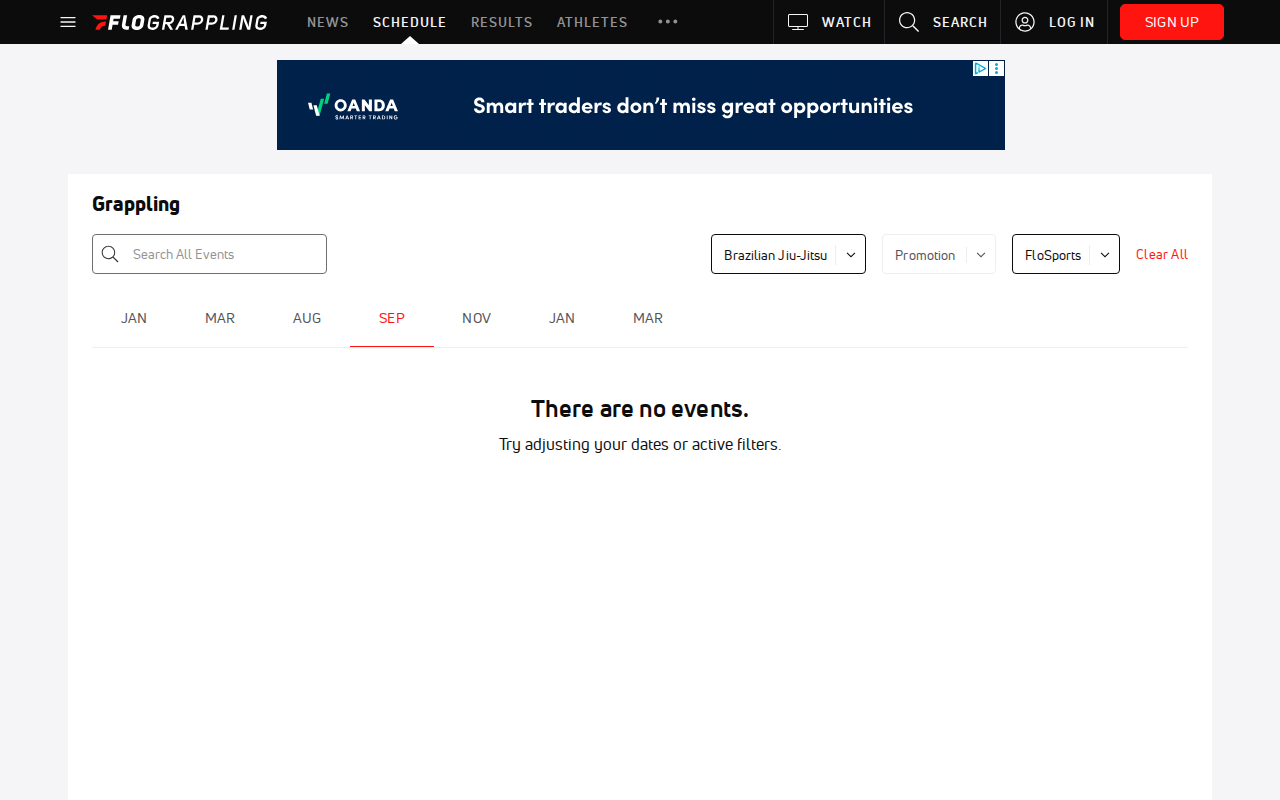 FLOGRAPPLING NEWS SCHEDULE RESULTS ATHLETES WATCH SEARCH LOG IN SIGN UP
OANDA
SMARTER TRADING
Smart traders don't miss great opportunities
Grappling
Search All Events Brazilian Jiu-Jitsu Promotion FloSports Clear All
JAN MAR AUG SEP NOV JAN MAR
There are no events.
Try adjusting your dates or active filters.